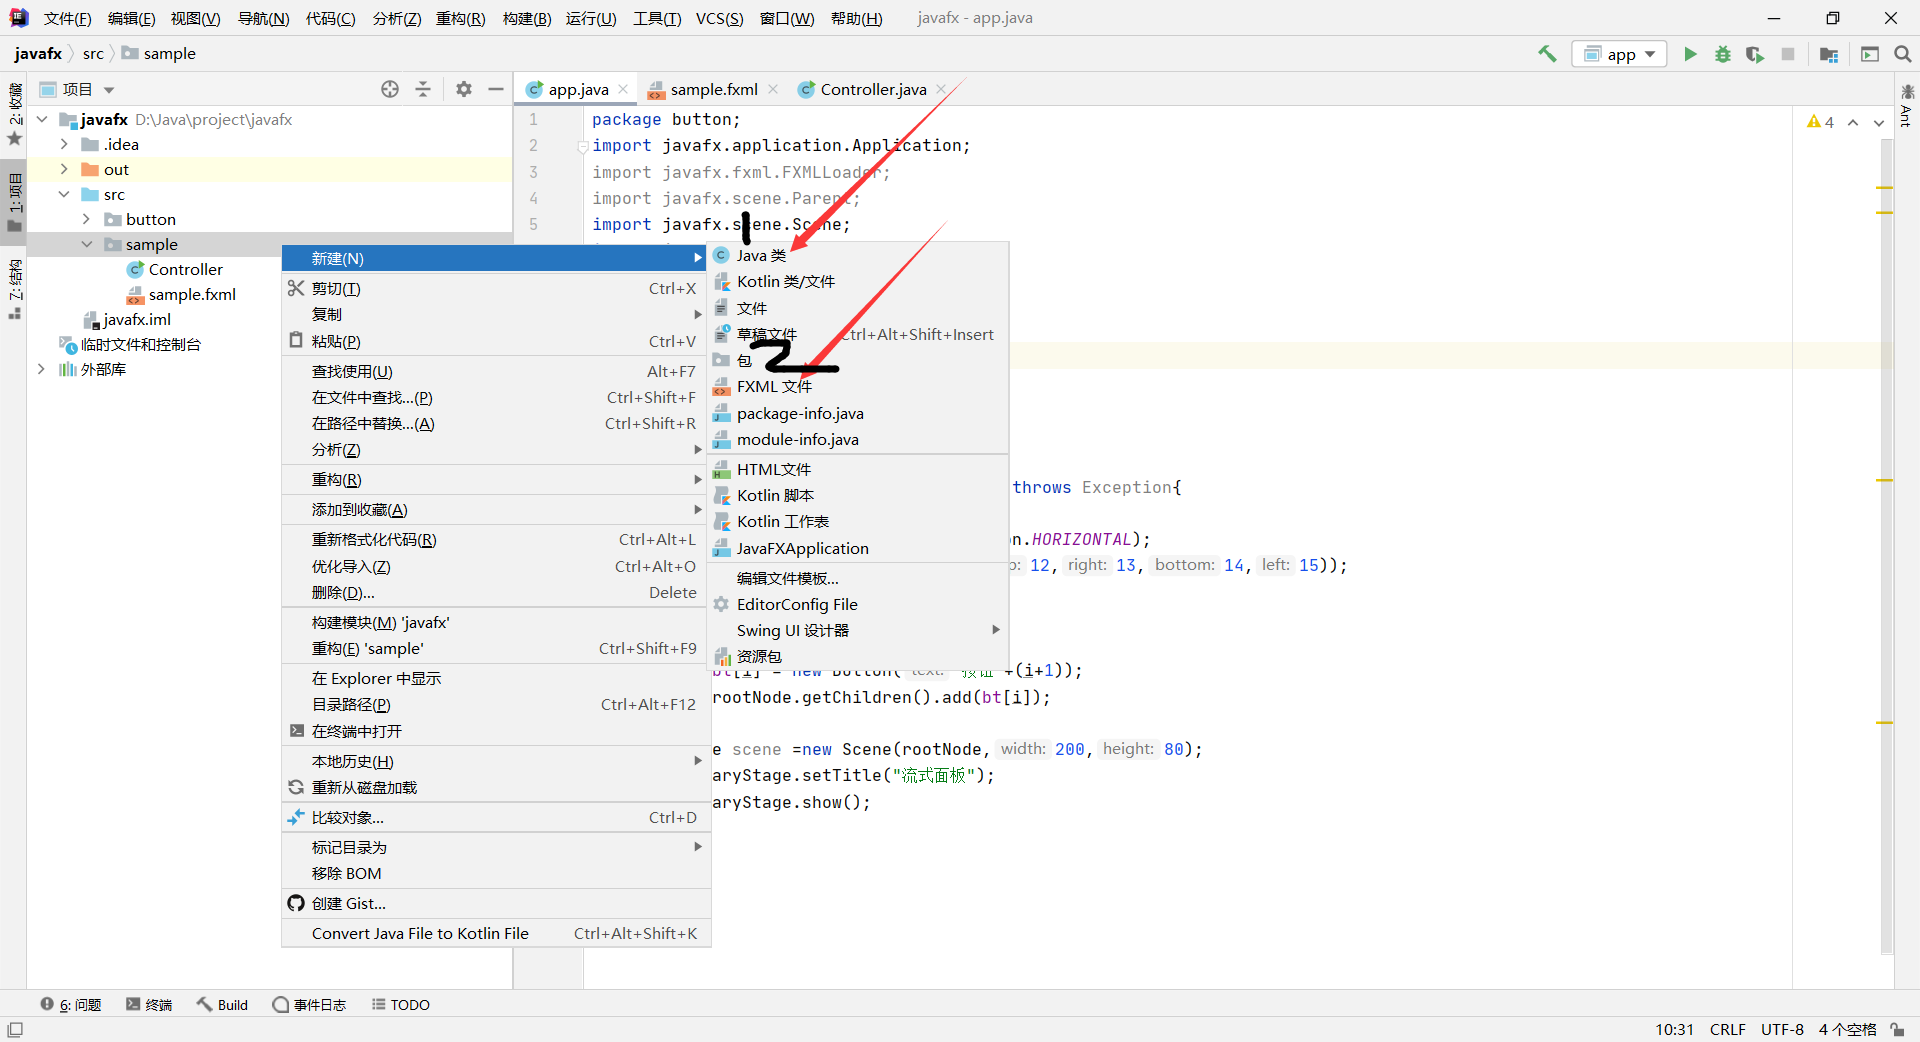 文件(F) 编辑(E) 视图(V) 导航(N) 代码(C) 分析(Z) 重构(R) 构建(B) 运行(U) 工具(T) VCS(S) 窗口(W) 帮助(H) javafx - app.java
javafx src sample
app
2: 收藏
1: 项目
Z: 结构
项目
javafx D:\Java\project\javafx
.idea
out
src
button
sample
Controller
sample.fxml
javafx.iml
临时文件和控制台
外部库
app.java sample.fxml Controller.java
4
Ant
1 package button;
2 import javafx.application.Application;
3 import javafx.fxml.FXMLLoader;
4 import javafx.scene.Parent;
5 import javafx.scene.Scene;
新建(N)
剪切(T) Ctrl+X
复制
粘贴(P) Ctrl+V
查找使用(U) Alt+F7
在文件中查找...(P) Ctrl+Shift+F
在路径中替换...(A) Ctrl+Shift+R
分析(Z)
重构(R)
添加到收藏(A)
重新格式化代码(R) Ctrl+Alt+L
优化导入(Z) Ctrl+Alt+O
删除(D)... Delete
构建模块(M) 'javafx'
重构(E) 'sample' Ctrl+Shift+F9
在 Explorer 中显示
目录路径(P) Ctrl+Alt+F12
在终端中打开
本地历史(H)
重新从磁盘加载
比较对象... Ctrl+D
标记目录为
移除 BOM
创建 Gist...
Convert Java File to Kotlin File Ctrl+Alt+Shift+K
1
Java 类
Kotlin 类/文件
文件
草稿文件 Ctrl+Alt+Shift+Insert
包
2
FXML 文件
package-info.java
module-info.java
HTML文件
Kotlin 脚本
Kotlin 工作表
JavaFXApplication
编辑文件模板...
EditorConfig File
Swing UI 设计器
资源包
throws Exception{
n.HORIZONTAL);
p: 12, right: 13, bottom: 14, left: 15));
bt[i] = new Button( text: "按钮"+(i+1));
rootNode.getChildren().add(bt[i]);
e scene =new Scene(rootNode, width: 200, height: 80);
aryStage.setTitle("流式面板");
aryStage.show();
6: 问题 终端 Build 事件日志 TODO
10:31 CRLF UTF-8 4 个空格